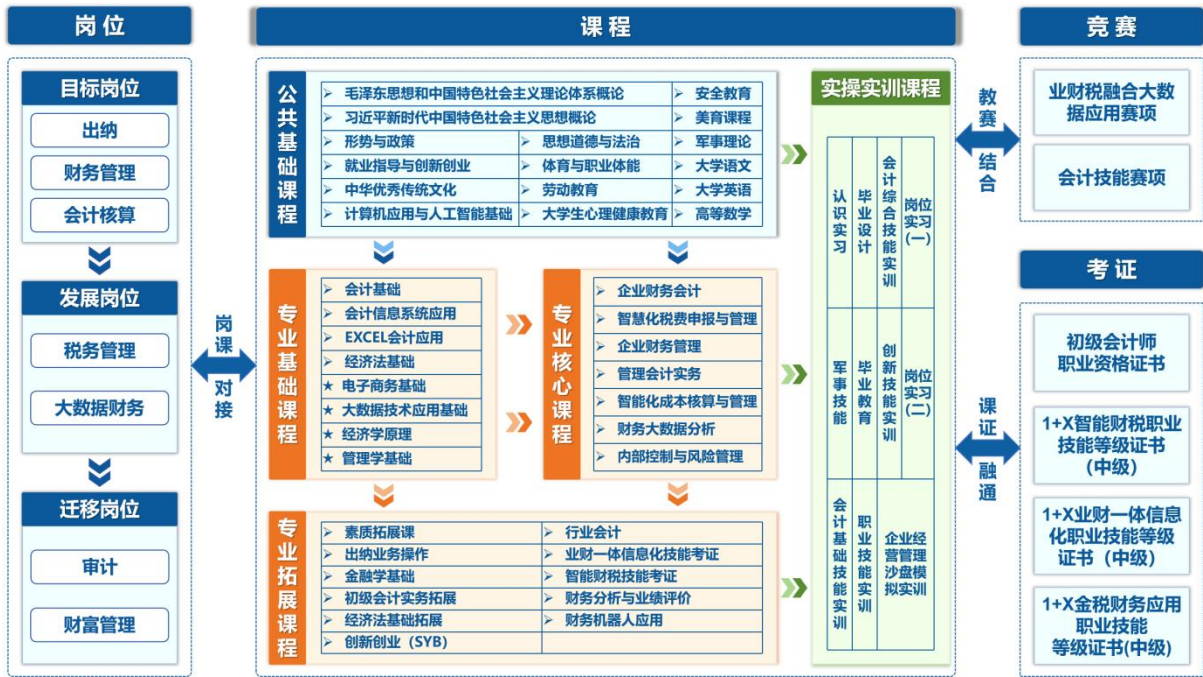 岗 位
目标岗位
出纳
财务管理
会计核算
发展岗位
税务管理
大数据财务
迁移岗位
审计
财富管理
岗课
对接
课 程
公共基础课程
➢ 毛泽东思想和中国特色社会主义理论体系概论
➢ 安全教育
➢ 习近平新时代中国特色社会主义思想概论
➢ 美育课程
➢ 形势与政策
➢ 思想道德与法治
➢ 军事理论
➢ 就业指导与创新创业
➢ 体育与职业体能
➢ 大学语文
➢ 中华优秀传统文化
➢ 劳动教育
➢ 大学英语
➢ 计算机应用与人工智能基础
➢ 大学生心理健康教育
➢ 高等数学
专业基础课程
➢ 会计基础
➢ 会计信息系统应用
➢ EXCEL会计应用
➢ 经济法基础
★ 电子商务基础
★ 大数据技术应用基础
★ 经济学原理
★ 管理学基础
专业核心课程
➢ 企业财务会计
➢ 智慧化税费申报与管理
➢ 企业财务管理
➢ 管理会计实务
➢ 智能化成本核算与管理
➢ 财务大数据分析
➢ 内部控制与风险管理
专业拓展课程
➢ 素质拓展课
➢ 行业会计
➢ 出纳业务操作
➢ 业财一体信息化技能考证
➢ 金融学基础
➢ 智能财税技能考证
➢ 初级会计实务拓展
➢ 财务分析与业绩评价
➢ 经济法基础拓展
➢ 财务机器人应用
➢ 创新创业（SYB）
实操实训课程
认识实习
毕业设计
会计综合技能实训
岗位
实习
(一)
军事技能
毕业教育
创新技能实训
岗位
实习
(二)
会计基础技能实训
职业技能实训
企业经
营管理
沙盘模
拟实训
教赛
结合
课证
融通
竞 赛
业财税融合大数
据应用赛项
会计技能赛项
考 证
初级会计师
职业资格证书
1+X智能财税职业
技能等级证书
（中级）
1+X业财一体信息
化职业技能等级
证书（中级）
1+X金税财务应用
职业技能
等级证书(中级)